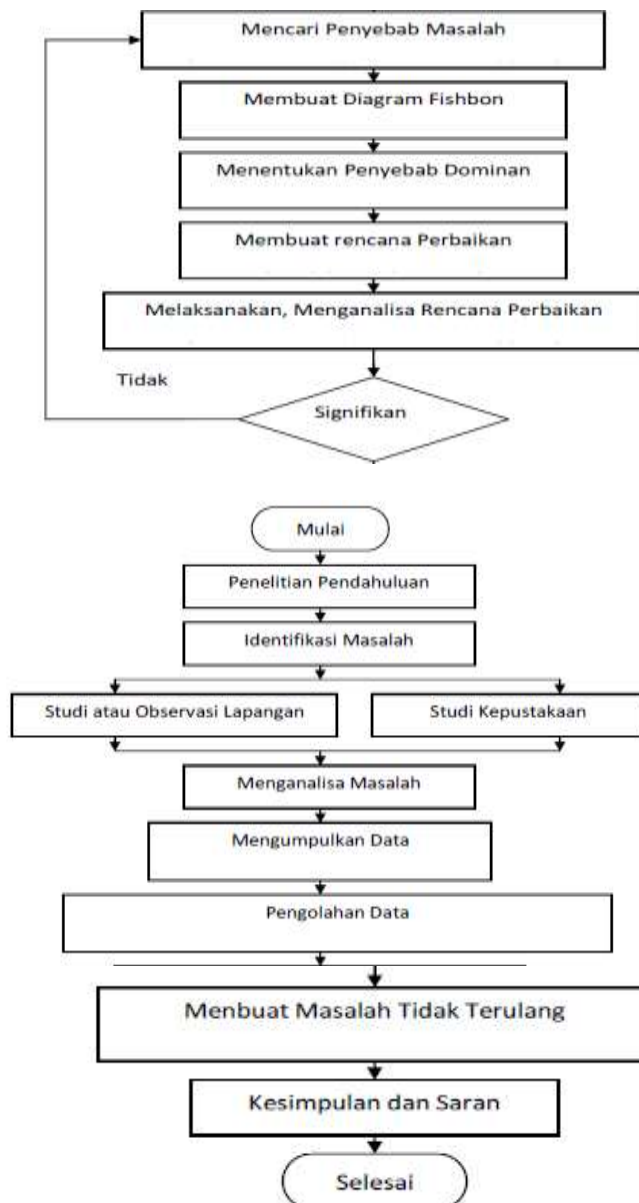 Mencari Penyebab Masalah
Membuat Diagram Fishbon
Menentukan Penyebab Dominan
Membuat rencana Perbaikan
Melaksanakan, Menganalisa Rencana Perbaikan
Tidak
Signifikan
Mulai
Penelitian Pendahuluan
Identifikasi Masalah
Studi atau Observasi Lapangan
Studi Kepustakaan
Menganalisa Masalah
Mengumpulkan Data
Pengolahan Data
Menbuat Masalah Tidak Terulang
Kesimpulan dan Saran
Selesai